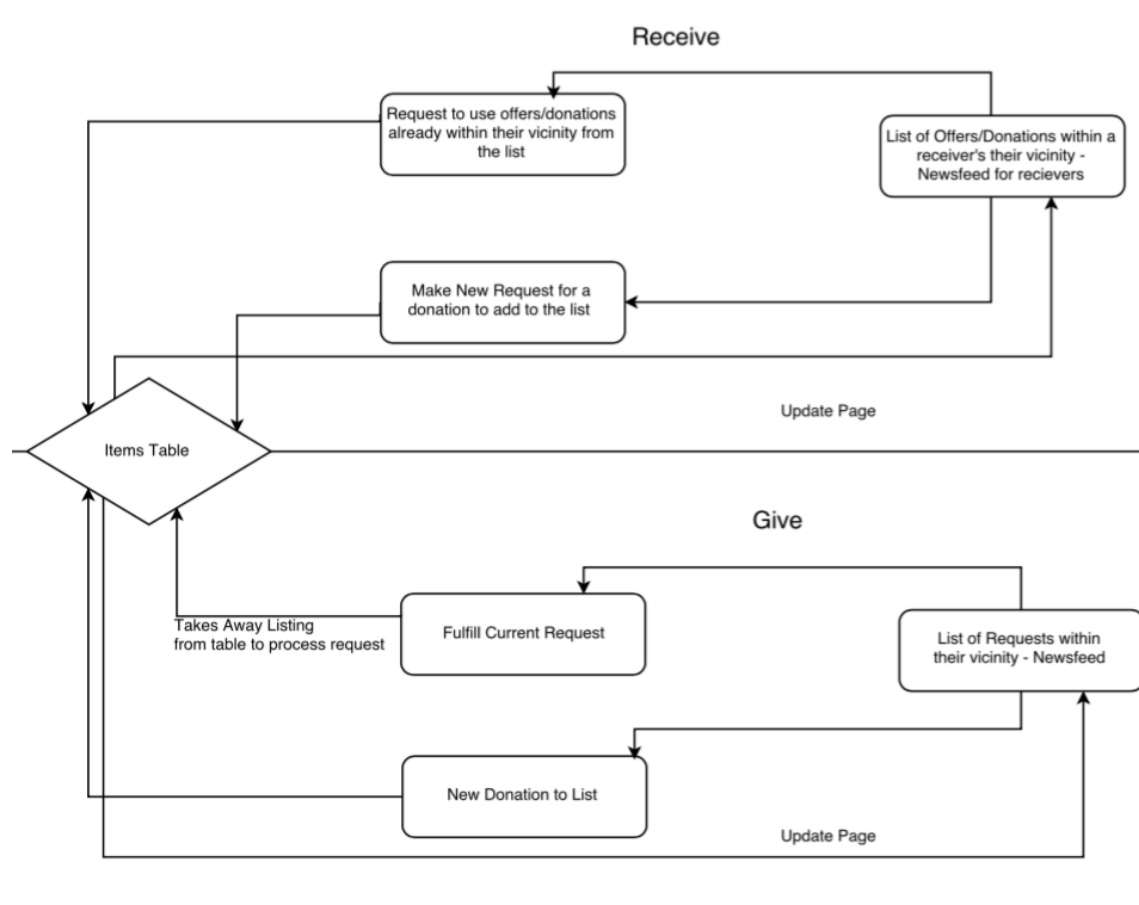 Receive
Request to use offers/donations
already within their vicinity from
the list
List of Offers/Donations within a
receiver's their vicinity -
Newsfeed for recievers
Make New Request for a
donation to add to the list
Update Page
Items Table
Give
Takes Away Listing
from table to process request
Fulfill Current Request
List of Requests within
their vicinity - Newsfeed
New Donation to List
Update Page